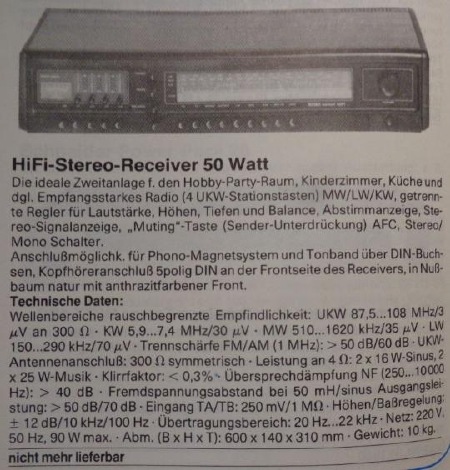 HiFi-Stereo-Receiver 50 Watt
Die ideale Zweitanlage f. den Hobby-Party-Raum, Kinderzimmer, Küche und
dgl. Empfangsstarkes Radio (4 UKW-Stationstasten) MW/LW/KW, getrenn-
te Regler für Lautstärke, Höhen, Tiefen und Balance, Abstimmanzeige, Ste-
reo-Signalanzeige, „Muting"-Taste (Sender-Unterdrückung) AFC, Stereo/
Mono Schalter.
Anschlußmöglichk. für Phono-Magnetsystem und Tonband über DIN-Buch-
sen, Kopfhöreranschluß 5polig DIN an der Frontseite des Receivers, in Nuß-
baum natur mit anthrazitfarbener Front.
Technische Daten:
Wellenbereiche rauschbegrenzte Empfindlichkeit: UKW 87,5...108 MHz/3
µV an 300 Ω · KW 5,9...7,4 MHz/30 µV · MW 510...1620 kHz/35 µV · LW
150...290 kHz/70 µV · Trennschärfe FM/AM (1 MHz): > 50 dB/60 dB · UKW-
Antennenanschluß: 300 Ω symmetrisch · Leistung an 4 Ω: 2 x 16 W-Sinus, 2
x 25 W-Musik · Klirrfaktor: < 0,3% · Übersprechdämpfung NF (250...10000
Hz): > 40 dB · Fremdspannungsabstand bei 50 mH/sinus Ausgangslei-
stung: > 50 dB/70 dB · Eingang TA/TB: 250 mV/1 MΩ · Höhen/Baßregelung:
± 12 dB/10 kHz/100 Hz · Übertragungsbereich: 20 Hz...22 kHz · Netz: 220 V,
50 Hz, 90 W max. · Abm. (B x H x T): 600 x 140 x 310 mm · Gewicht: 10 kg.
nicht mehr lieferbar